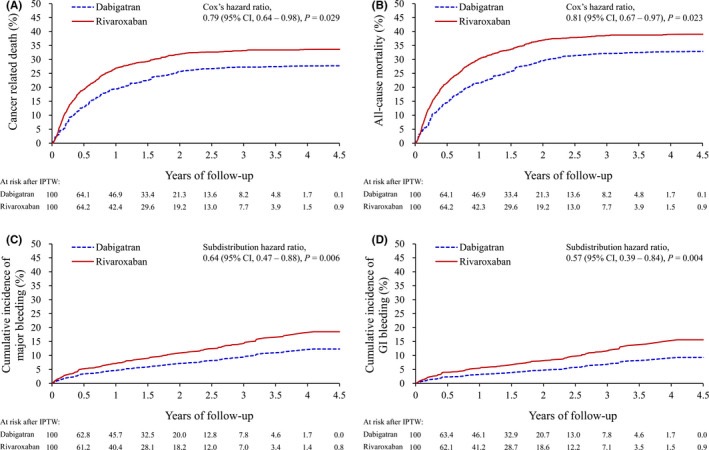 (A)
Dabigatran
Rivaroxaban
Cox's hazard ratio,
0.79 (95% CI, 0.64 – 0.98), P = 0.029
Cancer related death (%)
50
45
40
35
30
25
20
15
10
5
0
0 0.5 1 1.5 2 2.5 3 3.5 4 4.5
Years of follow-up
At risk after IPTW:
Dabigatran 100 64.1 46.9 33.4 21.3 13.6 8.2 4.8 1.7 0.1
Rivaroxaban 100 64.2 42.4 29.6 19.2 13.0 7.7 3.9 1.5 0.9
(B)
Dabigatran
Rivaroxaban
Cox's hazard ratio,
0.81 (95% CI, 0.67 – 0.97), P = 0.023
All-cause mortality (%)
50
45
40
35
30
25
20
15
10
5
0
0 0.5 1 1.5 2 2.5 3 3.5 4 4.5
Years of follow-up
At risk after IPTW:
Dabigatran 100 64.1 46.9 33.4 21.3 13.6 8.2 4.8 1.7 0.1
Rivaroxaban 100 64.2 42.3 29.6 19.2 13.0 7.7 3.9 1.5 0.9
(C)
Dabigatran
Rivaroxaban
Subdistribution hazard ratio,
0.64 (95% CI, 0.47 – 0.88), P = 0.006
Cumulative incidence of
major bleeding (%)
50
45
40
35
30
25
20
15
10
5
0
0 0.5 1 1.5 2 2.5 3 3.5 4 4.5
Years of follow-up
At risk after IPTW:
Dabigatran 100 62.8 45.7 32.5 20.0 12.8 7.8 4.6 1.7 0.0
Rivaroxaban 100 61.2 40.4 28.1 18.2 12.0 7.0 3.4 1.4 0.8
(D)
Dabigatran
Rivaroxaban
Subdistribution hazard ratio,
0.57 (95% CI, 0.39 – 0.84), P = 0.004
Cumulative incidence of
GI bleeding (%)
50
45
40
35
30
25
20
15
10
5
0
0 0.5 1 1.5 2 2.5 3 3.5 4 4.5
Years of follow-up
At risk after IPTW:
Dabigatran 100 63.4 46.1 32.9 20.7 13.0 7.8 4.6 1.7 0.0
Rivaroxaban 100 62.1 41.2 28.7 18.6 12.2 7.1 3.5 1.5 0.9